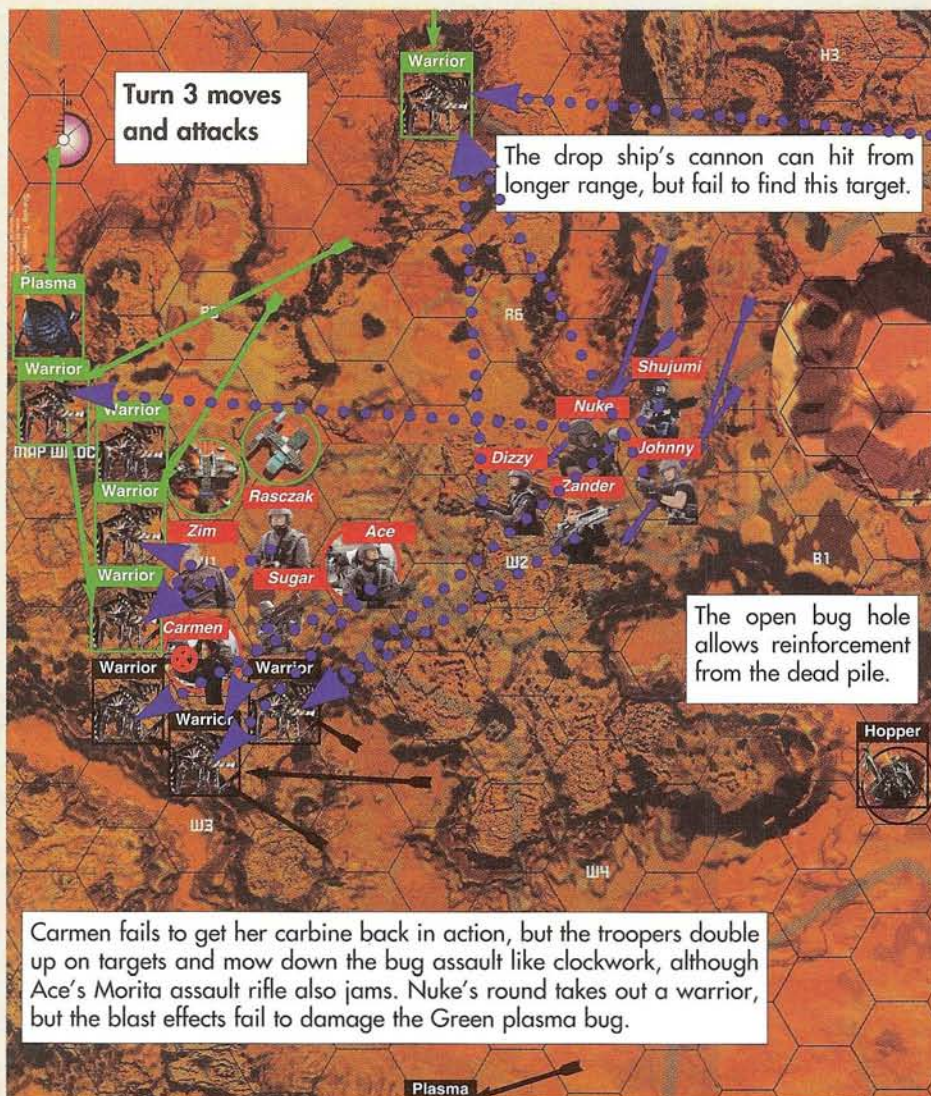 Warrior
H3
Turn 3 moves
and attacks
The drop ship's cannon can hit from
longer range, but fail to find this target.
Plasma
R6
Warrior
Shujumi
Nuke
Warrior
Johnny
Dizzy
Zander
Warrior
Rasczak
Zim
Ace
W2
B1
Warrior
Sugar
Carmen
The open bug hole
allows reinforcement
from the dead pile.
Warrior
Warrior
Warrior
Hopper
W3
W4
Carmen fails to get her carbine back in action, but the troopers double
up on targets and mow down the bug assault like clockwork, although
Ace's Morita assault rifle also jams. Nuke's round takes out a warrior,
but the blast effects fail to damage the Green plasma bug.
Plasma